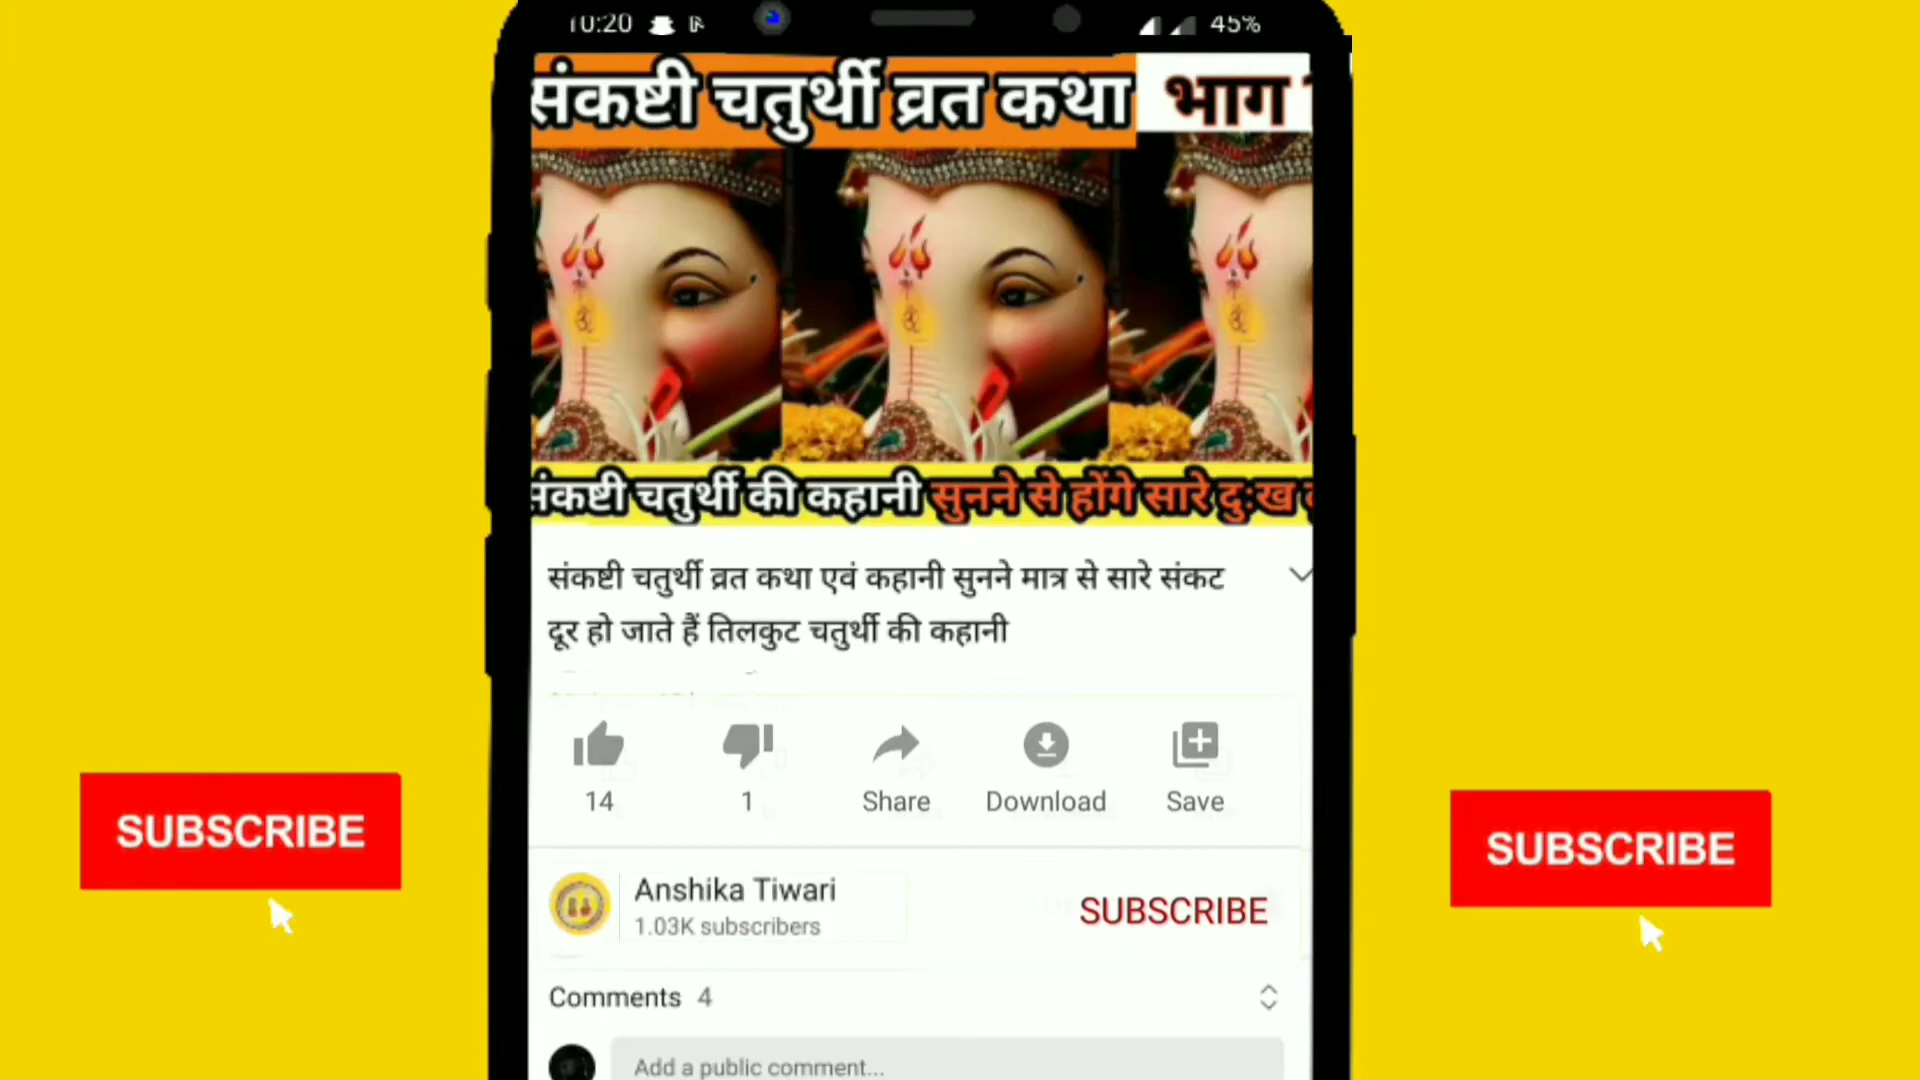 10:20 45%
संकष्टी चतुर्थी व्रत कथा भाग
संकष्टी चतुर्थी की कहानी सुनने से होंगे सारे दुःख
संकष्टी चतुर्थी व्रत कथा एवं कहानी सुनने मात्र से सारे संकट
दूर हो जाते हैं तिलकुट चतुर्थी की कहानी
14 1 Share Download Save
SUBSCRIBE
SUBSCRIBE
Anshika Tiwari
1.03K subscribers
SUBSCRIBE
Comments 4
Add a public comment...